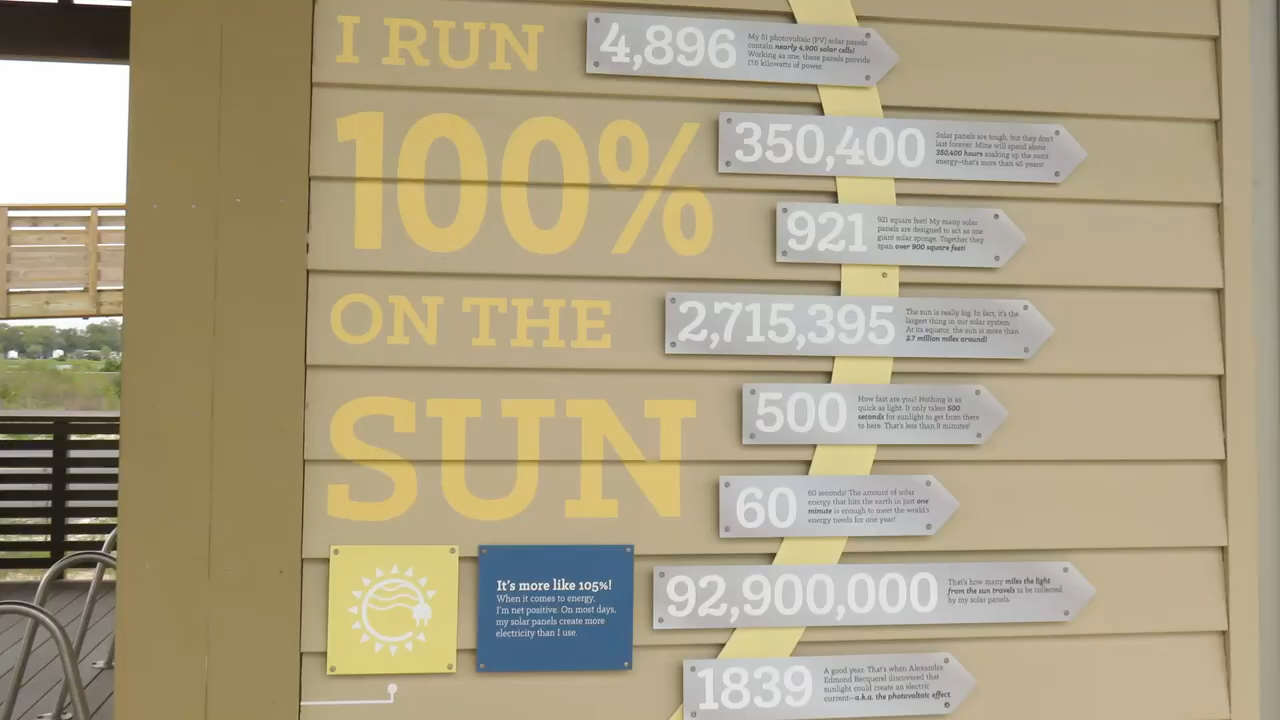 I RUN
100%
ON THE
SUN
It's more like 105%!
When it comes to energy,
I'm net positive. On most days,
my solar panels create more
electricity than I use.
4,896
My 51 photovoltaic (PV) solar panels
contain nearly 4,900 solar cells!
Working as one, these panels provide
17.6 kilowatts of power.
350,400
Solar panels are tough, but they don't
last forever. Mine will spend about
350,400 hours soaking up the sun's
energy—that's more than 40 years!
921
921 square feet! My many solar
panels are designed to act as one
giant solar sponge. Together they
span over 900 square feet!
2,715,395
The sun is really big. In fact, it's the
largest thing in our solar system.
At its equator, the sun is more than
2.7 million miles around!
500
How fast are you? Nothing is as
quick as light. It only takes 500
seconds for sunlight to get from there
to here. That's less than 9 minutes!
60
60 seconds! The amount of solar
energy that hits the earth in just one
minute is enough to meet the world's
energy needs for one year!
92,900,000
That's how many miles the light
from the sun travels to be collected
by my solar panels.
1839
A good year. That's when Alexandre
Edmond Becquerel discovered that
sunlight could create an electric
current—a.k.a. the photovoltaic effect.